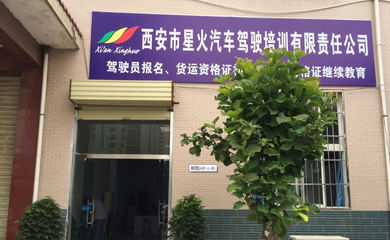 西安市星火汽车驾驶培训有限责任公司
Xi'an Xinghuo
驾驶员报名、货运资格证 格证继续教育